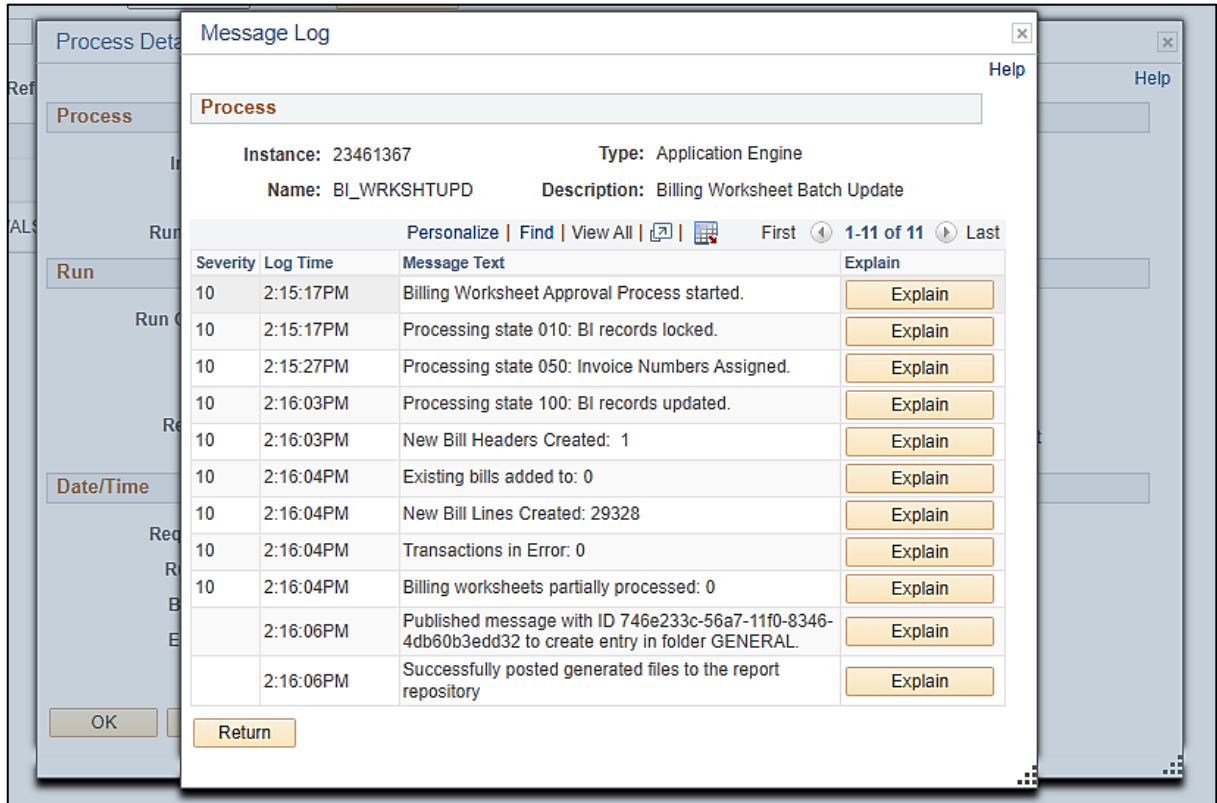 Message Log
Help
Process
Instance: 23461367 Type: Application Engine
Name: BI_WRKSHTUPD Description: Billing Worksheet Batch Update
Personalize | Find | View All | | First 1-11 of 11 Last
Severity Log Time Message Text Explain
10 2:15:17PM Billing Worksheet Approval Process started. Explain
10 2:15:17PM Processing state 010: BI records locked. Explain
10 2:15:27PM Processing state 050: Invoice Numbers Assigned. Explain
10 2:16:03PM Processing state 100: BI records updated. Explain
10 2:16:03PM New Bill Headers Created: 1 Explain
10 2:16:04PM Existing bills added to: 0 Explain
10 2:16:04PM New Bill Lines Created: 29328 Explain
10 2:16:04PM Transactions in Error: 0 Explain
10 2:16:04PM Billing worksheets partially processed: 0 Explain
2:16:06PM Published message with ID 746e233c-56a7-11f0-8346-
4db60b3edd32 to create entry in folder GENERAL. Explain
2:16:06PM Successfully posted generated files to the report
repository Explain
Return
Process Deta
Help
Ref
Process
Run
Run
Date/Time
Req
OK